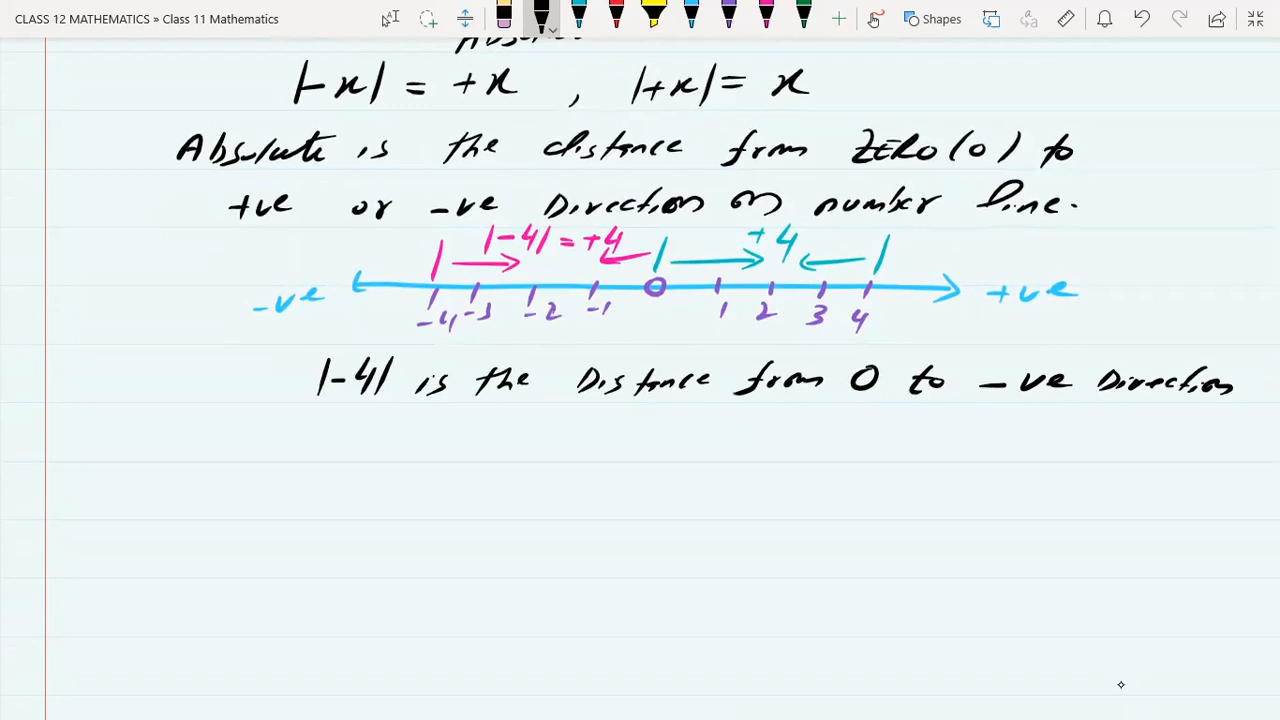 CLASS 12 MATHEMATICS » Class 11 Mathematics
Shapes
|-x| = +x , |+x| = x
Absolute is the distance from ZERO(0) to
+ve or -ve Direction on number line.
|-4| = +4 +4
-ve +ve
-4 -3 -2 -1 0 1 2 3 4
|-4| is the Distance from 0 to -ve Direction